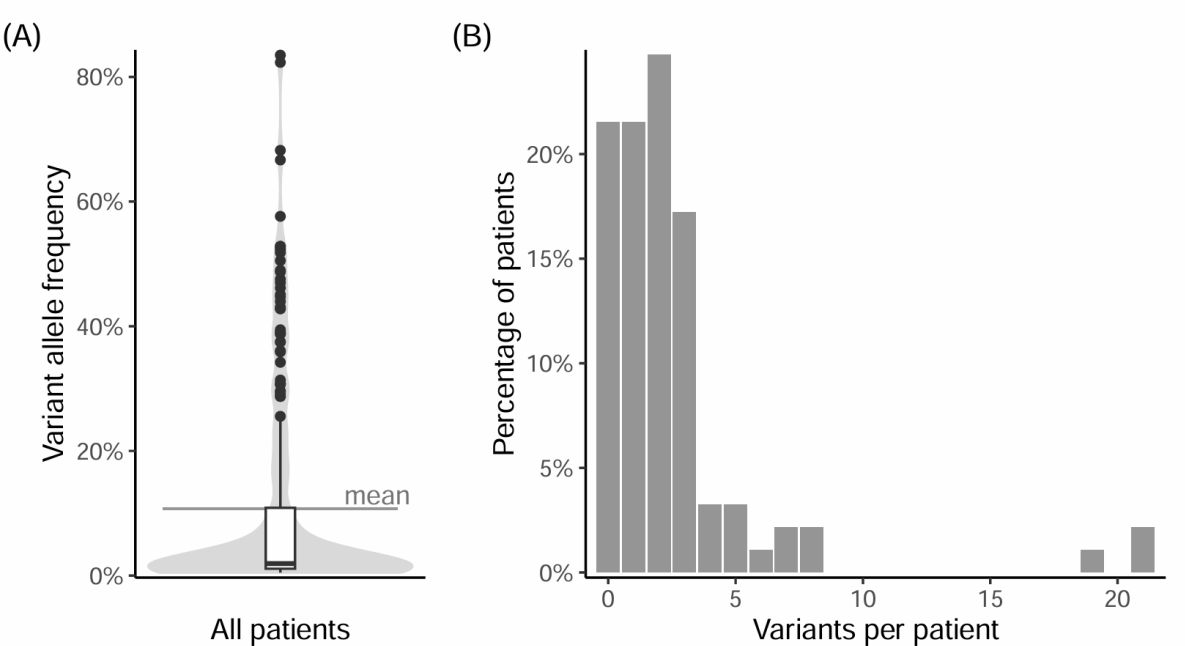 (A)
Variant allele frequency
80%
60%
40%
20%
0%
mean
All patients
(B)
Percentage of patients
20%
15%
10%
5%
0%
0 5 10 15 20
Variants per patient